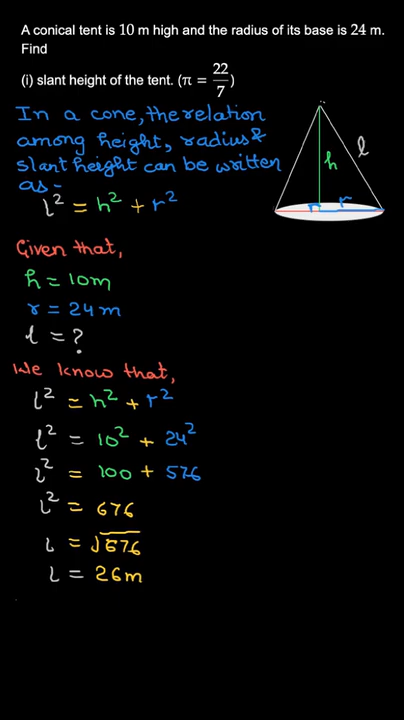 A conical tent is 10 m high and the radius of its base is 24 m.
Find
(i) slant height of the tent. (π = 22/7)
In a cone, the relation
among height, radius &
slant height can be written
as -
l² = h² + r²
h
l
r
Given that,
h = 10m
r = 24m
l = ?
We know that,
l² = h² + r²
l² = 10² + 24²
l² = 100 + 576
l² = 676
l = √676
l = 26m